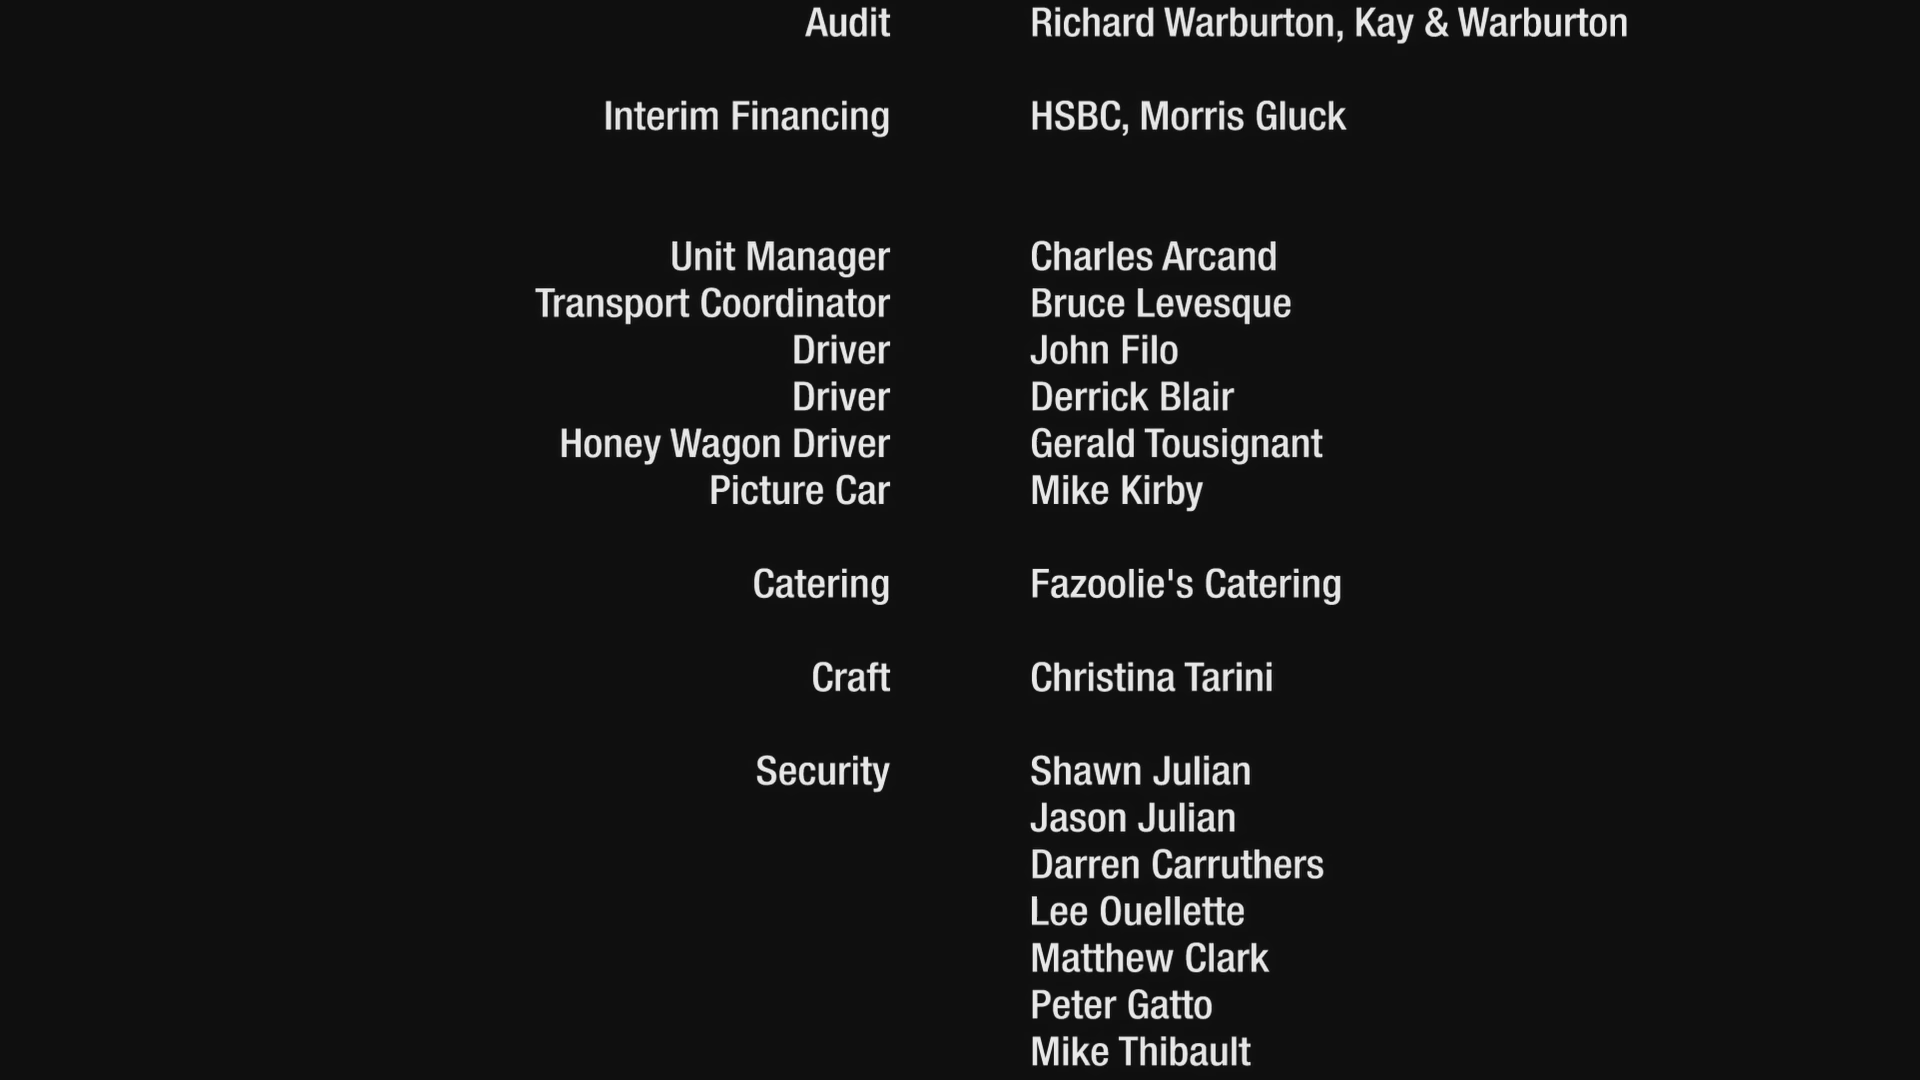 Audit Richard Warburton, Kay & Warburton
Interim Financing HSBC, Morris Gluck
Unit Manager Charles Arcand
Transport Coordinator Bruce Levesque
Driver John Filo
Driver Derrick Blair
Honey Wagon Driver Gerald Tousignant
Picture Car Mike Kirby
Catering Fazoolie's Catering
Craft Christina Tarini
Security Shawn Julian
Jason Julian
Darren Carruthers
Lee Ouellette
Matthew Clark
Peter Gatto
Mike Thibault